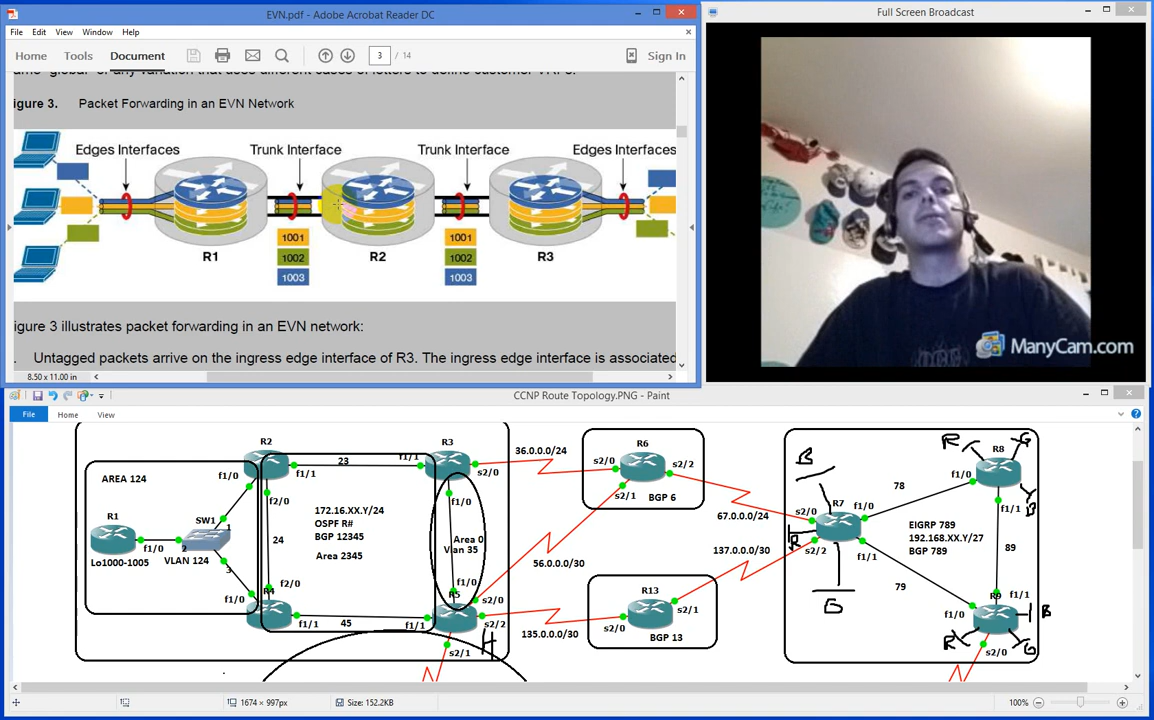 EVN.pdf - Adobe Acrobat Reader DC
File Edit View Window Help
Home Tools Document 3 / 14 Sign In
igure 3. Packet Forwarding in an EVN Network
Edges Interfaces Trunk Interface Trunk Interface Edges Interfaces
R1 R2 R3
1001 1001
1002 1002
1003 1003
igure 3 illustrates packet forwarding in an EVN network:
. Untagged packets arrive on the ingress edge interface of R3. The ingress edge interface is associated
8.50 x 11.00 in
Full Screen Broadcast
ManyCam.com
CCNP Route Topology.PNG - Paint
File Home View
AREA 124
R1
f1/0
Lo1000-1005
SW1
1
2
3
VLAN 124
R2
f1/0
f1/1
f2/0
23
24
R4
f2/0
f1/0
f1/1
45
172.16.XX.Y/24
OSPF R#
BGP 12345
Area 2345
R3
f1/1
s2/0
f1/0
Area 0
Vlan 35
f1/0
R5
f1/1
s2/0
s2/2
s2/1
H
36.0.0.0/24
56.0.0.0/30
135.0.0.0/30
R6
s2/0
s2/2
s2/1
BGP 6
R13
s2/1
s2/0
BGP 13
67.0.0.0/24
137.0.0.0/30
B
R7
s2/0
f1/0
R
s2/2
f1/1
G
78
79
89
EIGRP 789
192.168.XX.Y/27
BGP 789
R G
R8
f1/0
B
f1/1
R9
f1/1
f1/0
B
R
G
s2/0
1674 × 997px Size: 152.2KB 100%